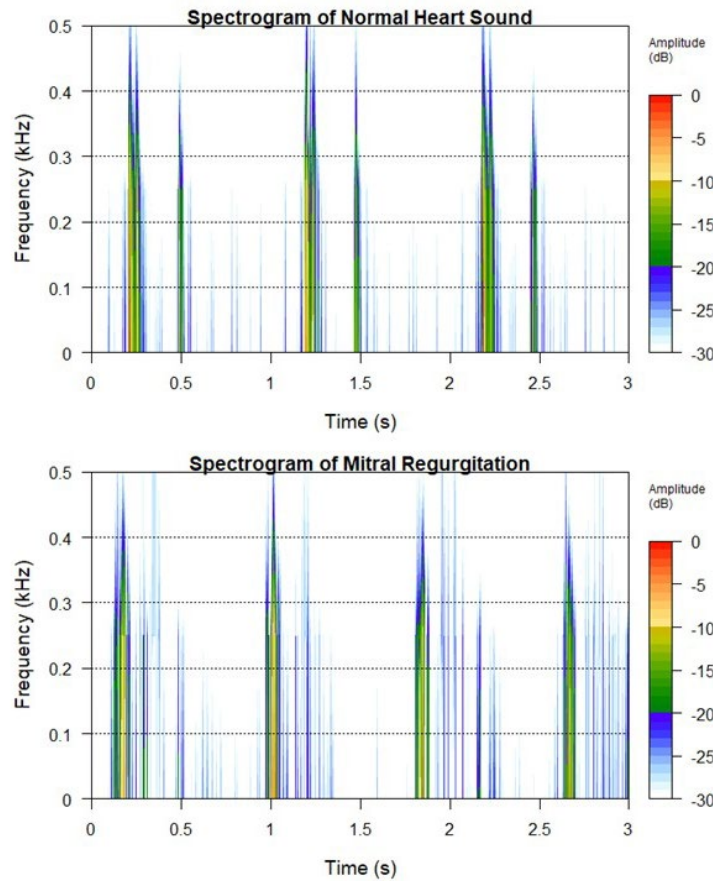 Spectrogram of Normal Heart Sound
Amplitude
(dB)
Frequency (kHz)
0.5
0.4
0.3
0.2
0.1
0
0
-5
-10
-15
-20
-25
-30
0 0.5 1 1.5 2 2.5 3
Time (s)
Spectrogram of Mitral Regurgitation
Amplitude
(dB)
Frequency (kHz)
0.5
0.4
0.3
0.2
0.1
0
0
-5
-10
-15
-20
-25
-30
0 0.5 1 1.5 2 2.5 3
Time (s)